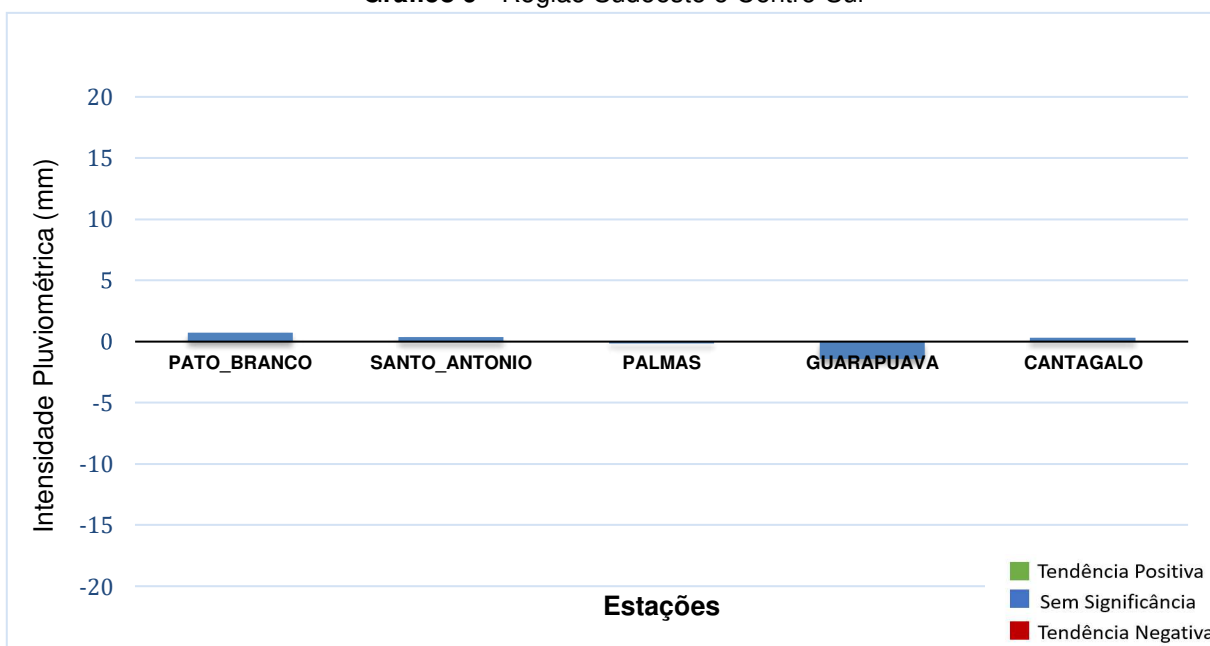 20
15
10
5
0
-5
-10
-15
-20
Intensidade Pluviométrica (mm)
PATO_BRANCO
SANTO_ANTONIO
PALMAS
GUARAPUAVA
CANTAGALO
Estações
Tendência Positiva
Sem Significância
Tendência Negativa